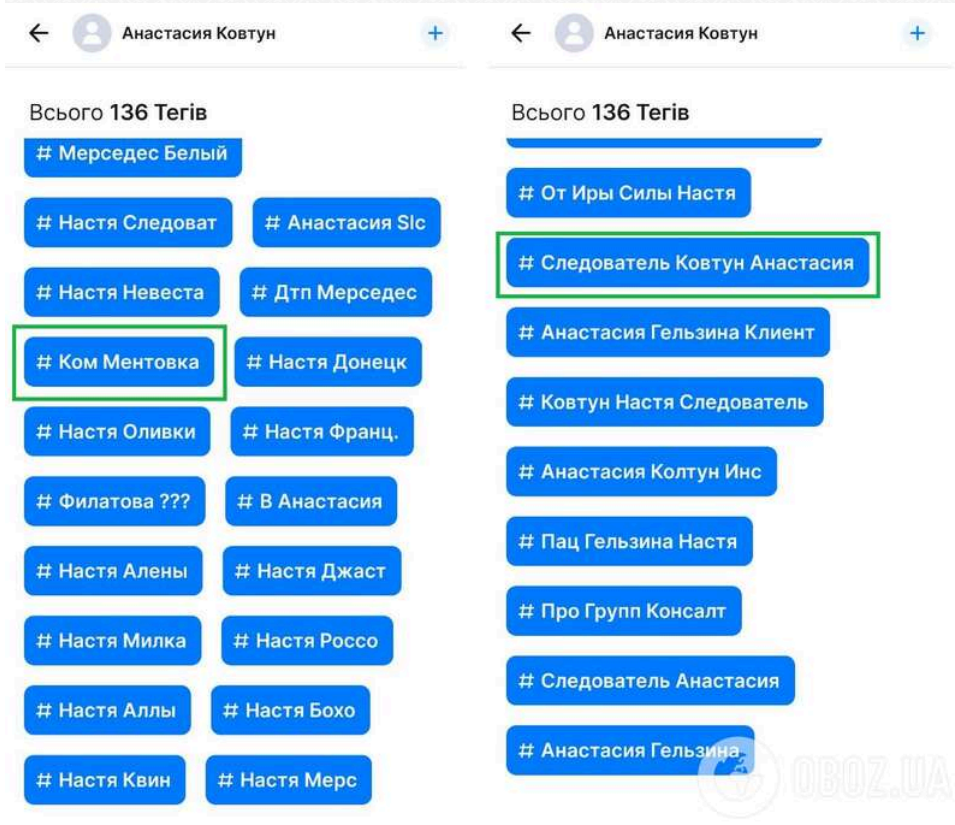 Анастасия Ковтун +
Всього 136 Тегів
# Мерседес Белый
# Настя Следоват # Анастасия Slc
# Настя Невеста # Дтп Мерседес
# Ком Ментовка # Настя Донецк
# Настя Оливки # Настя Франц.
# Филатова ??? # В Анастасия
# Настя Алены # Настя Джаст
# Настя Милка # Настя Россо
# Настя Аллы # Настя Бохо
# Настя Квин # Настя Мерс
Анастасия Ковтун +
Всього 136 Тегів
# От Иры Силы Настя
# Следователь Ковтун Анастасия
# Анастасия Гельзина Клиент
# Ковтун Настя Следователь
# Анастасия Колтун Инс
# Пац Гельзина Настя
# Про Групп Консалт
# Следователь Анастасия
# Анастасия Гельзина
OBOZ.UA